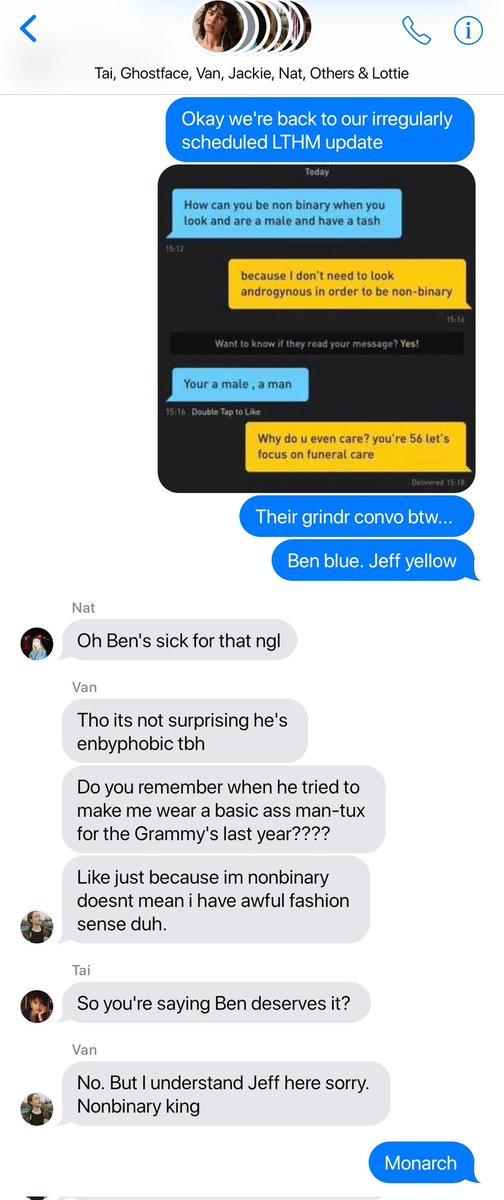 Tai, Ghostface, Van, Jackie, Nat, Others & Lottie
Okay we're back to our irregularly
scheduled LTHM update
Today
How can you be non binary when you
look and are a male and have a tash
15:12
because I don't need to look
androgynous in order to be non-binary
15:16
Want to know if they read your message? Yes!
Your a male , a man
15:16 Double Tap to Like
Why do u even care? you're 56 let's
focus on funeral care
Delivered 15:18
Their grindr convo btw...
Ben blue. Jeff yellow
Nat
Oh Ben's sick for that ngl
Van
Tho its not surprising he's
enbyphobic tbh
Do you remember when he tried to
make me wear a basic ass man-tux
for the Grammy's last year????
Like just because im nonbinary
doesnt mean i have awful fashion
sense duh.
Tai
So you're saying Ben deserves it?
Van
No. But I understand Jeff here sorry.
Nonbinary king
Monarch